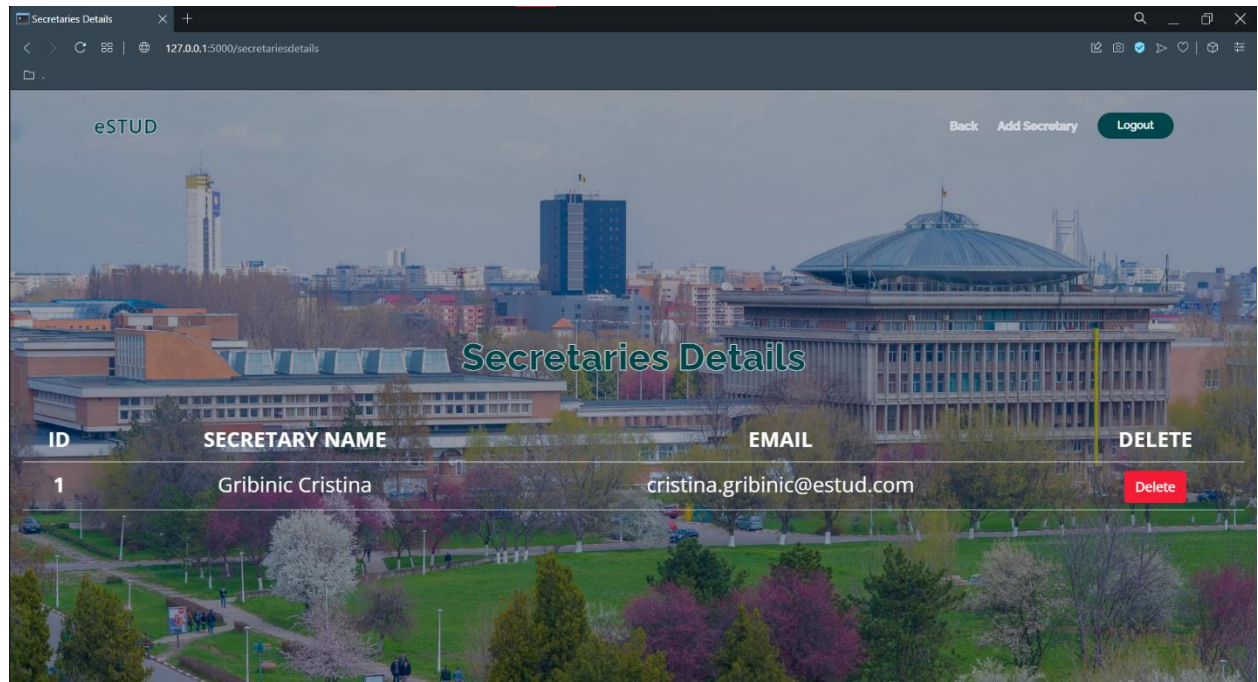 Secretaries Details
127.0.0.1:5000/secretariesdetails
.
eSTUD
Back Add Secretary Logout
Secretaries Details
ID SECRETARY NAME EMAIL DELETE
1 Gribinic Cristina cristina.gribinic@estud.com Delete